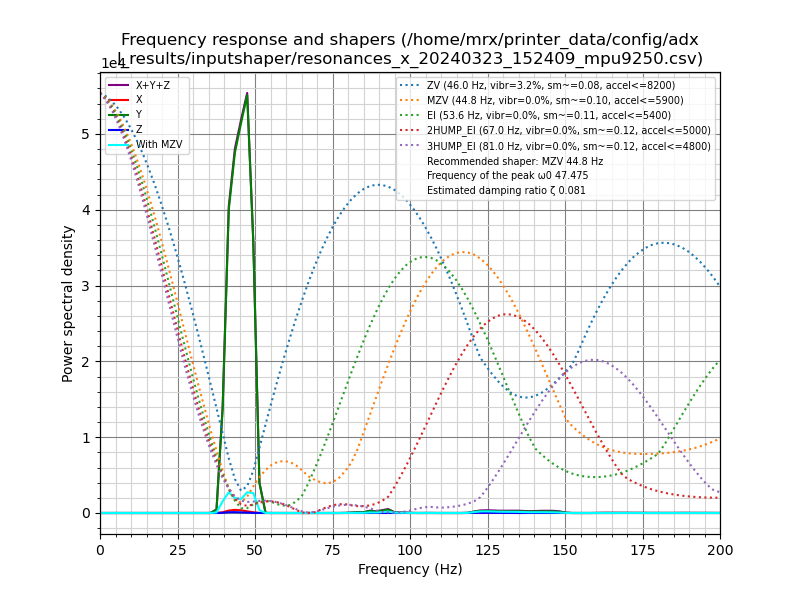 Frequency response and shapers (/home/mrx/printer_data/config/adx
l_results/inputshaper/resonances_x_20240323_152409_mpu9250.csv)
1e4
X+Y+Z
X
Y
Z
With MZV
ZV (46.0 Hz, vibr=3.2%, sm~=0.08, accel<=8200)
MZV (44.8 Hz, vibr=0.0%, sm~=0.10, accel<=5900)
EI (53.6 Hz, vibr=0.0%, sm~=0.11, accel<=5400)
2HUMP_EI (67.0 Hz, vibr=0.0%, sm~=0.12, accel<=5000)
3HUMP_EI (81.0 Hz, vibr=0.0%, sm~=0.12, accel<=4800)
Recommended shaper: MZV 44.8 Hz
Frequency of the peak ω0 47.475
Estimated damping ratio ζ 0.081
Power spectral density
5
4
3
2
1
0
0 25 50 75 100 125 150 175 200
Frequency (Hz)